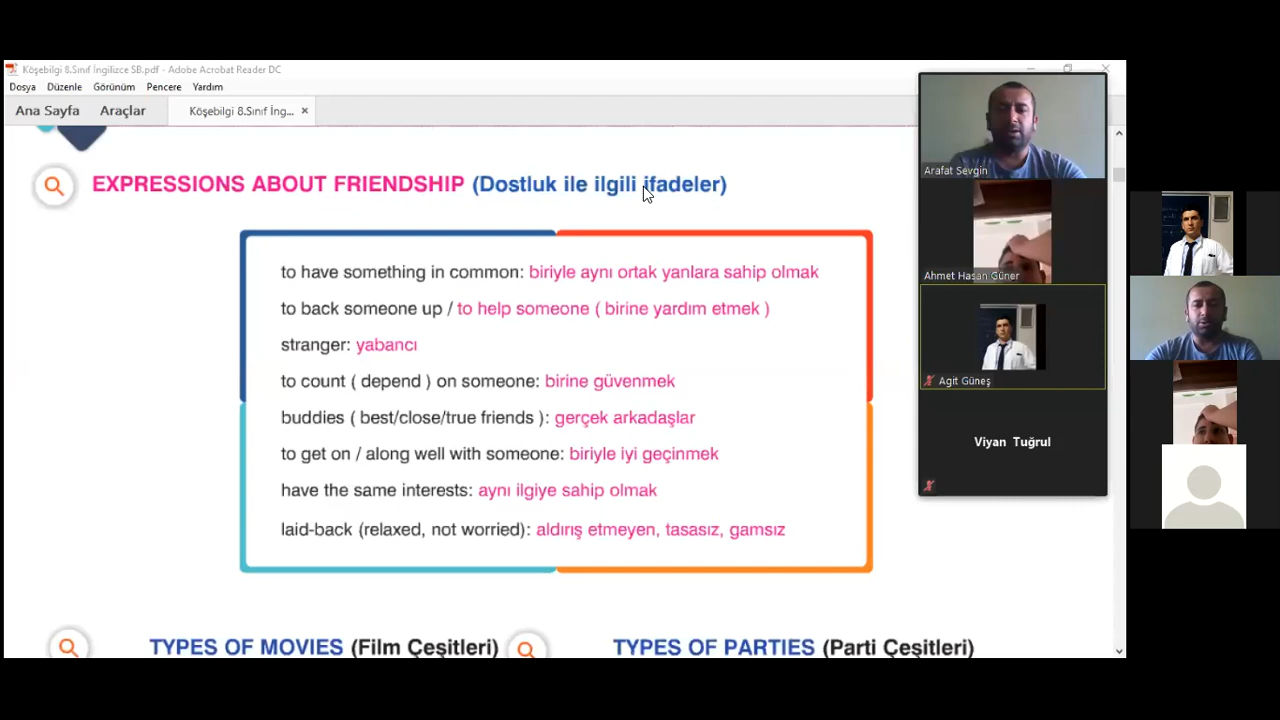 Köşebilgi 8.Sınıf İngilizce SB.pdf - Adobe Acrobat Reader DC
Dosya Düzenle Görünüm Pencere Yardım
Ana Sayfa Araçlar Köşebilgi 8.Sınıf İng... ×
EXPRESSIONS ABOUT FRIENDSHIP (Dostluk ile ilgili ifadeler)
to have something in common: biriyle aynı ortak yanlara sahip olmak
to back someone up / to help someone ( birine yardım etmek )
stranger: yabancı
to count ( depend ) on someone: birine güvenmek
buddies ( best/close/true friends ): gerçek arkadaşlar
to get on / along well with someone: biriyle iyi geçinmek
have the same interests: aynı ilgiye sahip olmak
laid-back (relaxed, not worried): aldırış etmeyen, tasasız, gamsız
TYPES OF MOVIES (Film Çeşitleri)
TYPES OF PARTIES (Parti Çeşitleri)
Arafat Sevgin
Ahmet Hasan Güner
Agit Güneş
Viyan Tuğrul